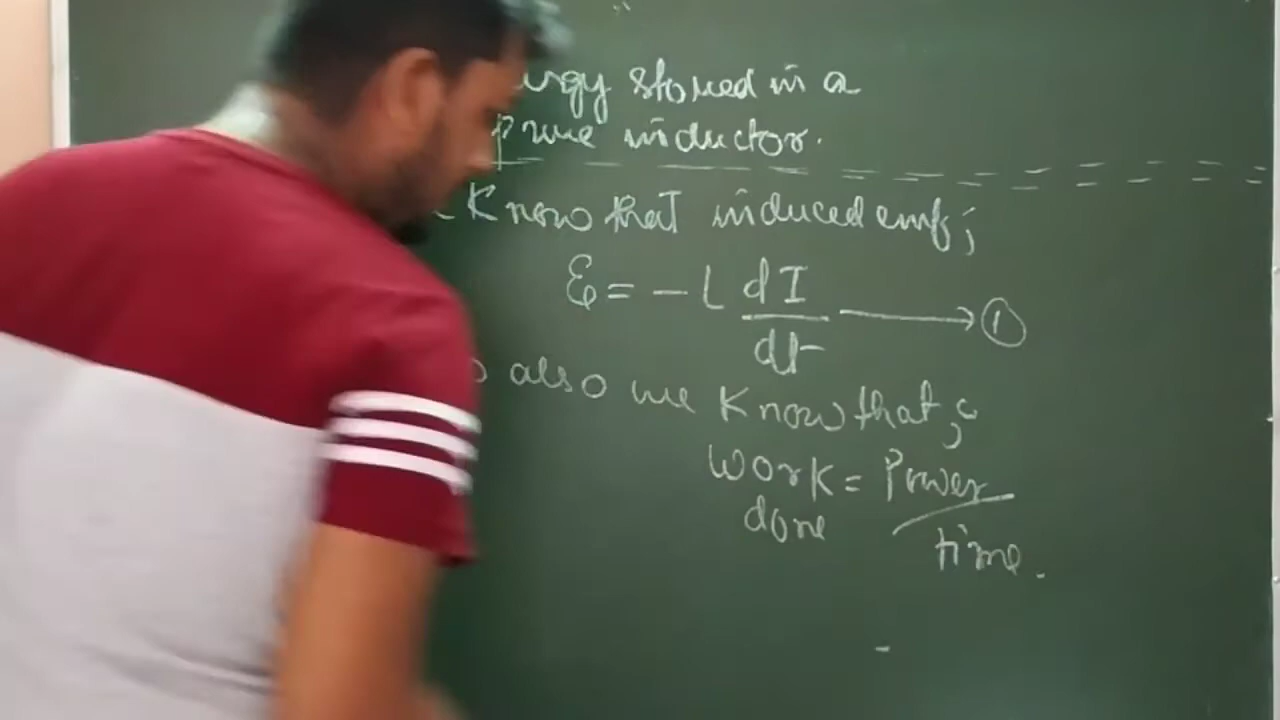 stored in a
pure inductor.
Know that induced emf;
ℰ = - L dI ⟶ ①
dt
also we Know that;
work = Power
done
time.